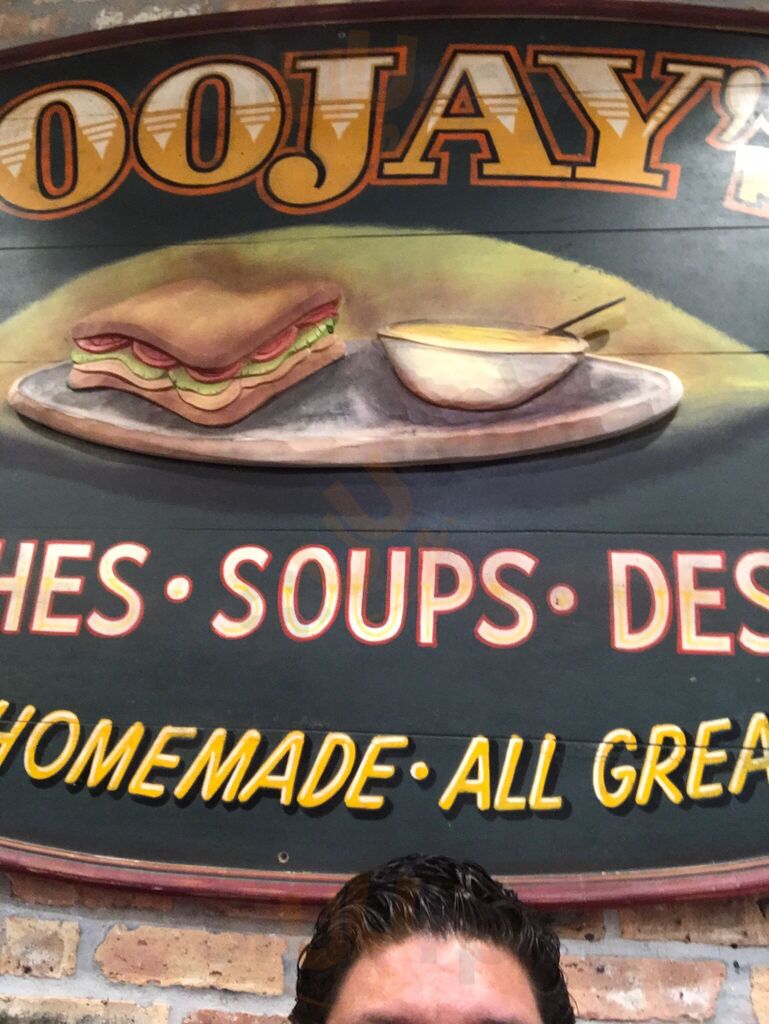 OOJAY'S
HES • SOUPS • DES
HOMEMADE • ALL GREA